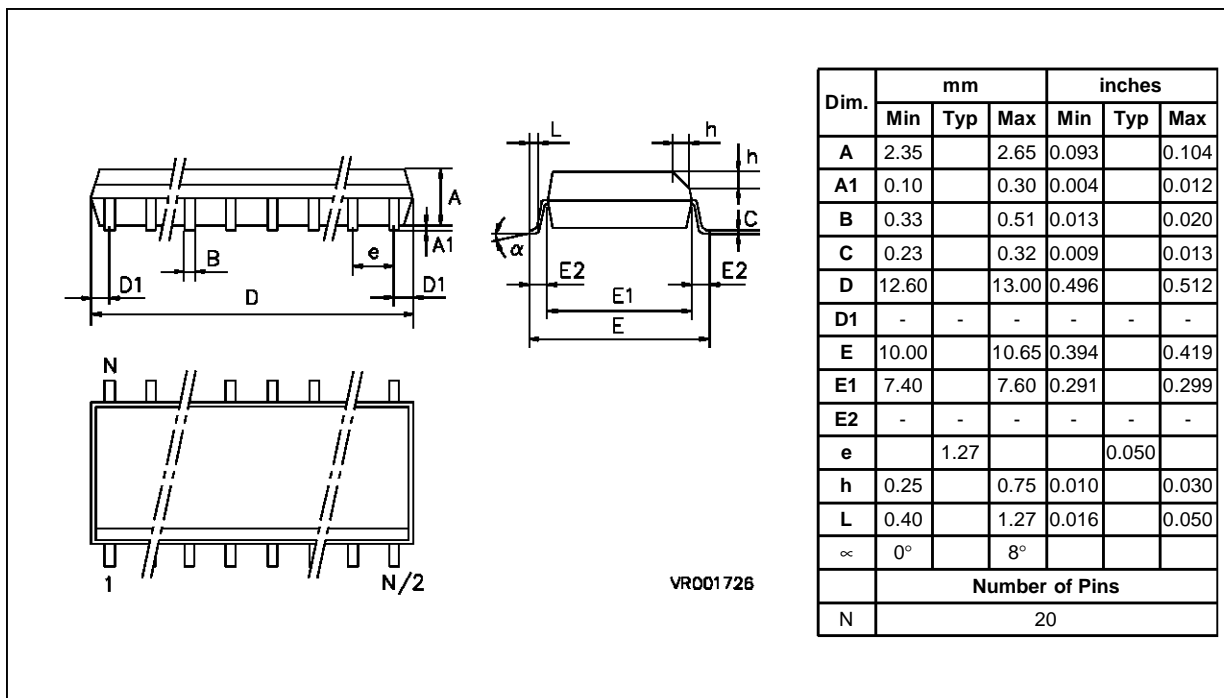 L
h
h
A
A1
C
α
B
e
E2
E2
D1
D
D1
E1
E
N
1
N/2
VR001726
Dim. mm inches
Min Typ Max Min Typ Max
A 2.35 2.65 0.093 0.104
A1 0.10 0.30 0.004 0.012
B 0.33 0.51 0.013 0.020
C 0.23 0.32 0.009 0.013
D 12.60 13.00 0.496 0.512
D1 - - - - - -
E 10.00 10.65 0.394 0.419
E1 7.40 7.60 0.291 0.299
E2 - - - - - -
e 1.27 0.050
h 0.25 0.75 0.010 0.030
L 0.40 1.27 0.016 0.050
∝ 0° 8°
Number of Pins
N 20